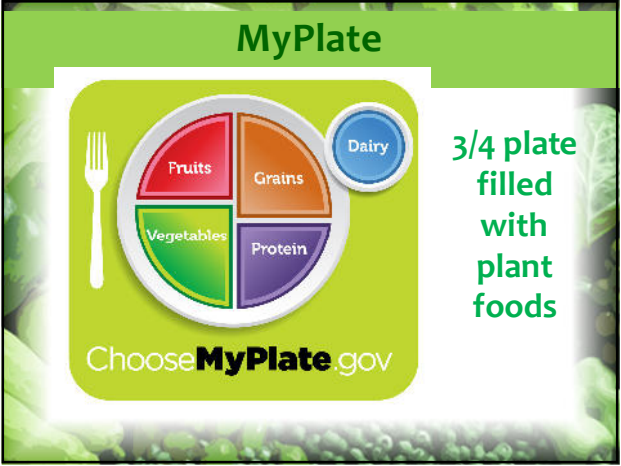 MyPlate
Fruits
Grains
Dairy
Vegetables
Protein
ChooseMyPlate.gov
3/4 plate
filled
with
plant
foods